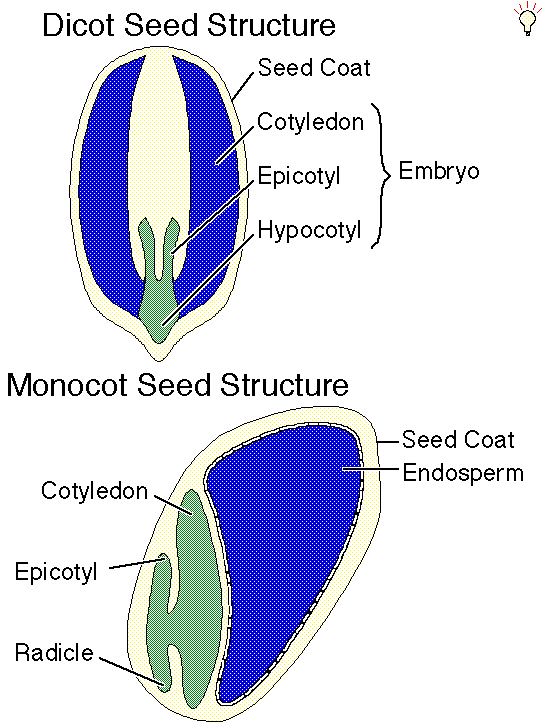 Dicot Seed Structure
Seed Coat
Cotyledon
Epicotyl
Embryo
Hypocotyl
Monocot Seed Structure
Seed Coat
Endosperm
Cotyledon
Epicotyl
Radicle